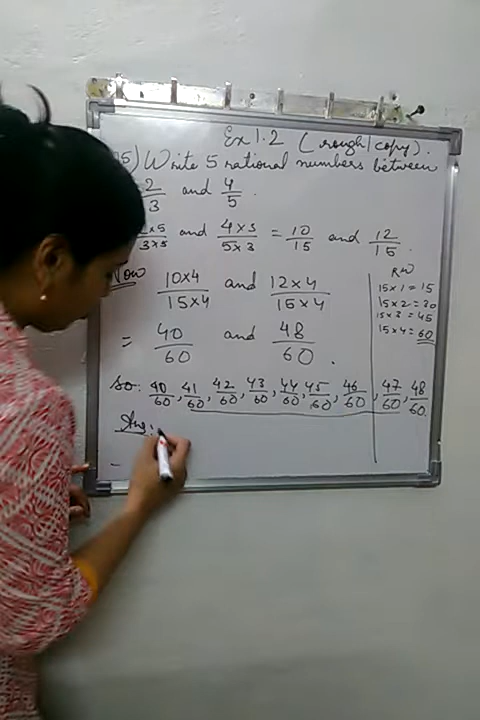 Ex 1.2 (rough/copy).
Q5) Write 5 rational numbers between
2/3 and 4/5.
2×5/3×5 and 4×3/5×3 = 10/15 and 12/15.
Now 10×4/15×4 and 12×4/15×4
= 40/60 and 48/60.
R.W
15×1=15
15×2=30
15×3=45
15×4=60
So: 40/60, 41/60, 42/60, 43/60, 44/60, 45/60, 46/60, 47/60, 48/60.
Ans: